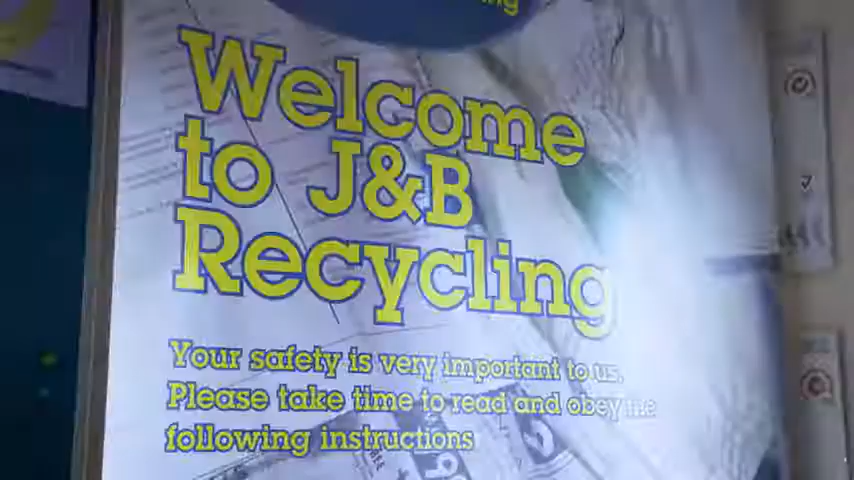 Welcome
to J&B
Recycling
Your safety is very important to us.
Please take time to read and obey the
following instructions